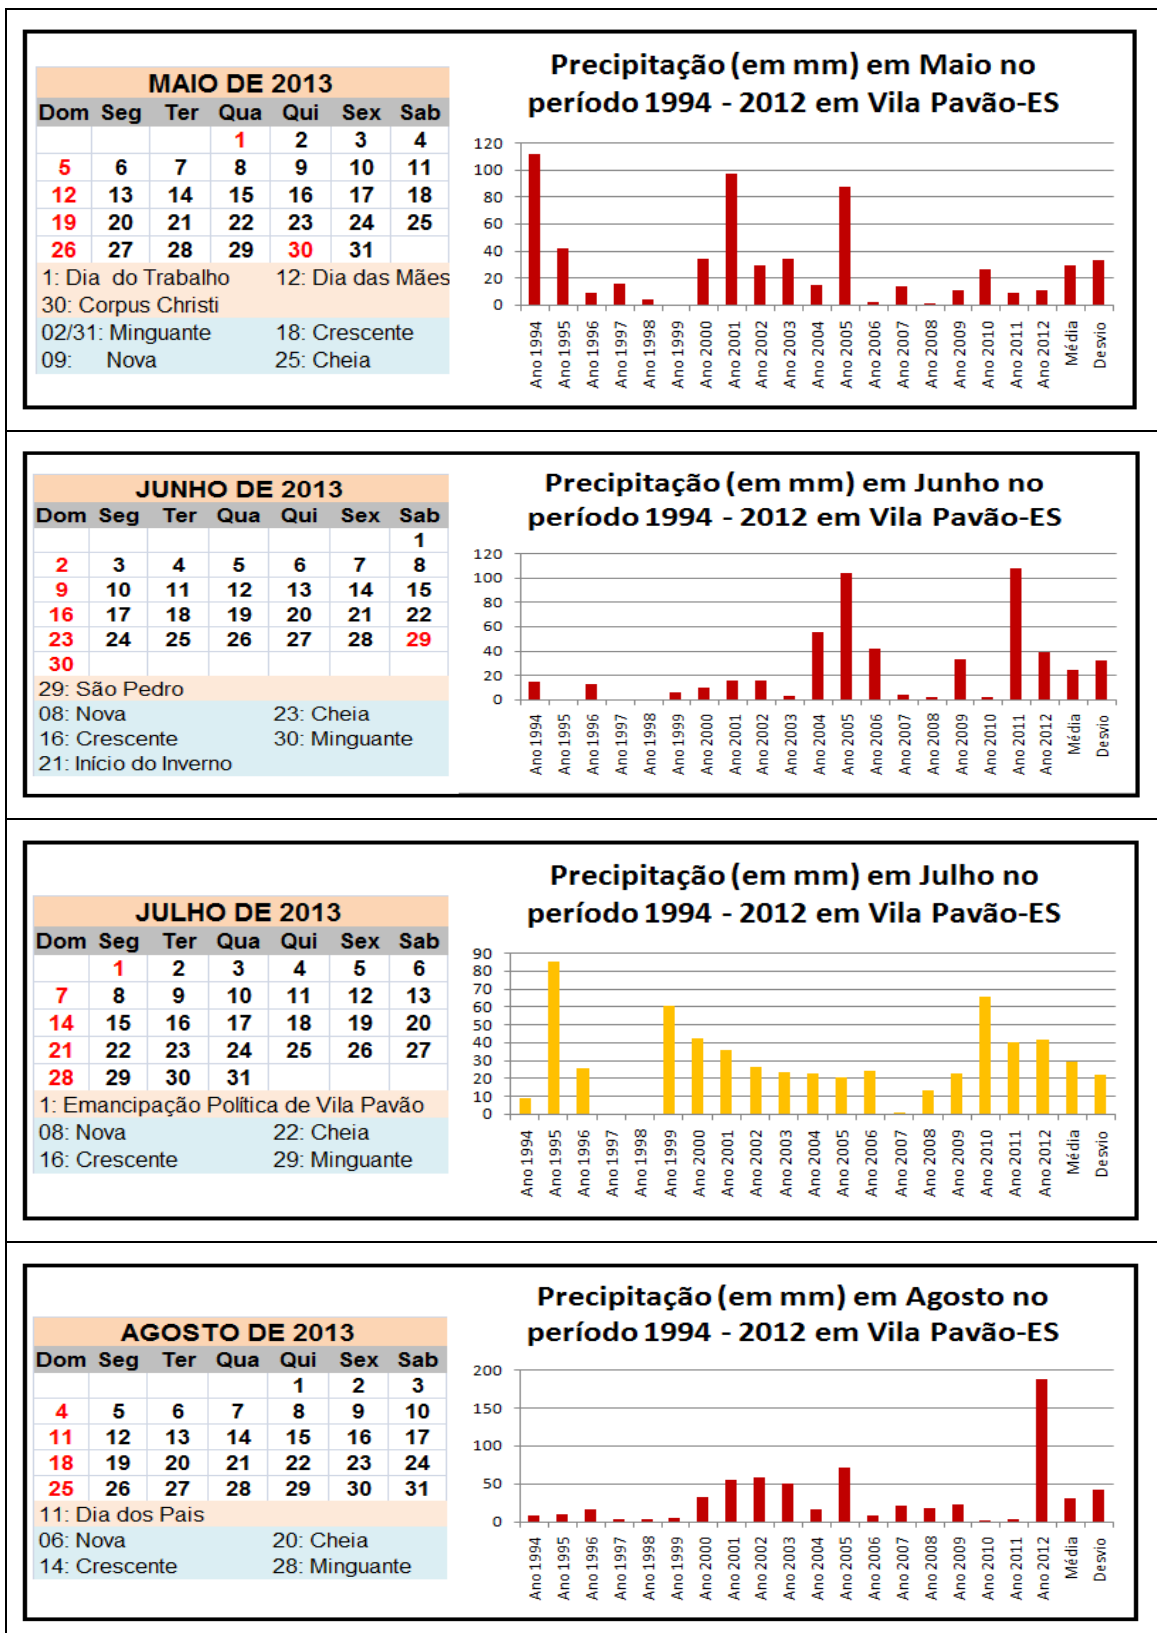 MAIO DE 2013
Dom Seg Ter Qua Qui Sex Sab
1 2 3 4
5 6 7 8 9 10 11
12 13 14 15 16 17 18
19 20 21 22 23 24 25
26 27 28 29 30 31
1: Dia do Trabalho 12: Dia das Mães
30: Corpus Christi
02/31: Minguante 18: Crescente
09: Nova 25: Cheia
Precipitação (em mm) em Maio no
período 1994 - 2012 em Vila Pavão-ES
120
100
80
60
40
20
0
Ano 1994 Ano 1995 Ano 1996 Ano 1997 Ano 1998 Ano 1999 Ano 2000 Ano 2001 Ano 2002 Ano 2003 Ano 2004 Ano 2005 Ano 2006 Ano 2007 Ano 2008 Ano 2009 Ano 2010 Ano 2011 Ano 2012 Média Desvio
JUNHO DE 2013
Dom Seg Ter Qua Qui Sex Sab
1
2 3 4 5 6 7 8
9 10 11 12 13 14 15
16 17 18 19 20 21 22
23 24 25 26 27 28 29
30
29: São Pedro
08: Nova 23: Cheia
16: Crescente 30: Minguante
21: Início do Inverno
Precipitação (em mm) em Junho no
período 1994 - 2012 em Vila Pavão-ES
120
100
80
60
40
20
0
Ano 1994 Ano 1995 Ano 1996 Ano 1997 Ano 1998 Ano 1999 Ano 2000 Ano 2001 Ano 2002 Ano 2003 Ano 2004 Ano 2005 Ano 2006 Ano 2007 Ano 2008 Ano 2009 Ano 2010 Ano 2011 Ano 2012 Média Desvio
JULHO DE 2013
Dom Seg Ter Qua Qui Sex Sab
1 2 3 4 5 6
7 8 9 10 11 12 13
14 15 16 17 18 19 20
21 22 23 24 25 26 27
28 29 30 31
1: Emancipação Política de Vila Pavão
08: Nova 22: Cheia
16: Crescente 29: Minguante
Precipitação (em mm) em Julho no
período 1994 - 2012 em Vila Pavão-ES
90
80
70
60
50
40
30
20
10
0
Ano 1994 Ano 1995 Ano 1996 Ano 1997 Ano 1998 Ano 1999 Ano 2000 Ano 2001 Ano 2002 Ano 2003 Ano 2004 Ano 2005 Ano 2006 Ano 2007 Ano 2008 Ano 2009 Ano 2010 Ano 2011 Ano 2012 Média Desvio
AGOSTO DE 2013
Dom Seg Ter Qua Qui Sex Sab
1 2 3
4 5 6 7 8 9 10
11 12 13 14 15 16 17
18 19 20 21 22 23 24
25 26 27 28 29 30 31
11: Dia dos Pais
06: Nova 20: Cheia
14: Crescente 28: Minguante
Precipitação (em mm) em Agosto no
período 1994 - 2012 em Vila Pavão-ES
200
150
100
50
0
Ano 1994 Ano 1995 Ano 1996 Ano 1997 Ano 1998 Ano 1999 Ano 2000 Ano 2001 Ano 2002 Ano 2003 Ano 2004 Ano 2005 Ano 2006 Ano 2007 Ano 2008 Ano 2009 Ano 2010 Ano 2011 Ano 2012 Média Desvio